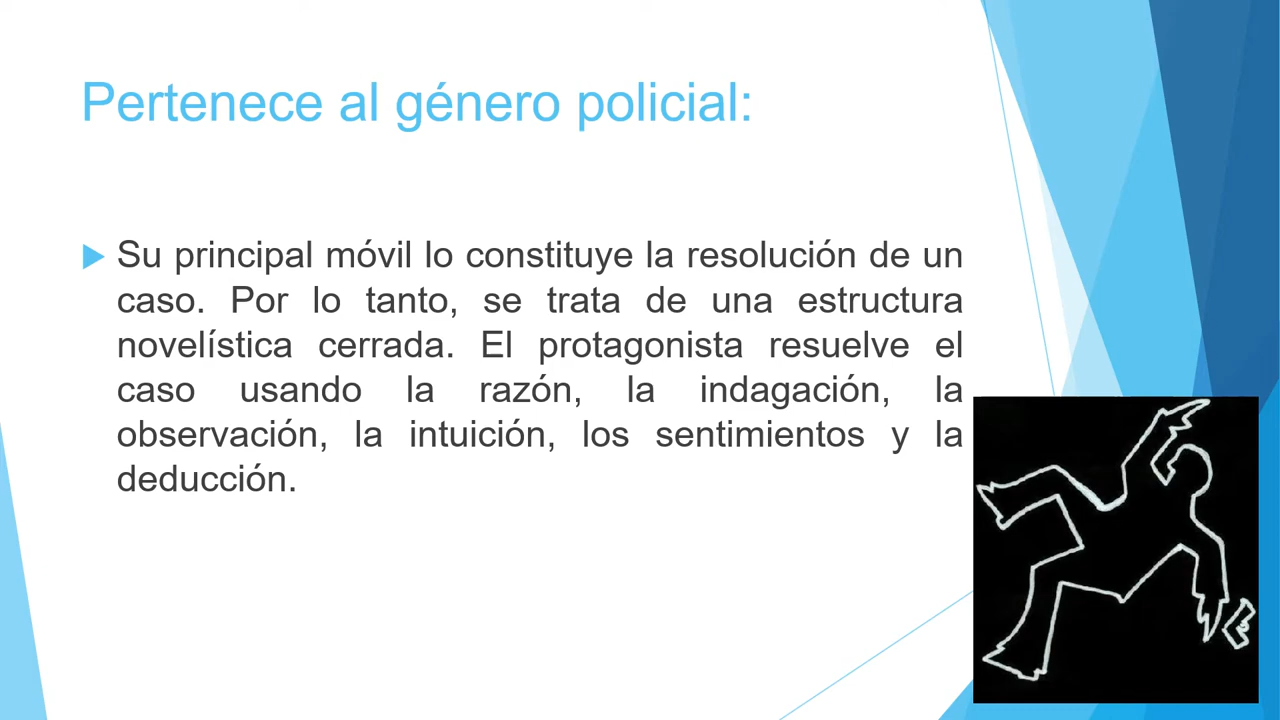 Pertenece al género policial:
Su principal móvil lo constituye la resolución de un
caso. Por lo tanto, se trata de una estructura
novelística cerrada. El protagonista resuelve el
caso usando la razón, la indagación, la
observación, la intuición, los sentimientos y la
deducción.